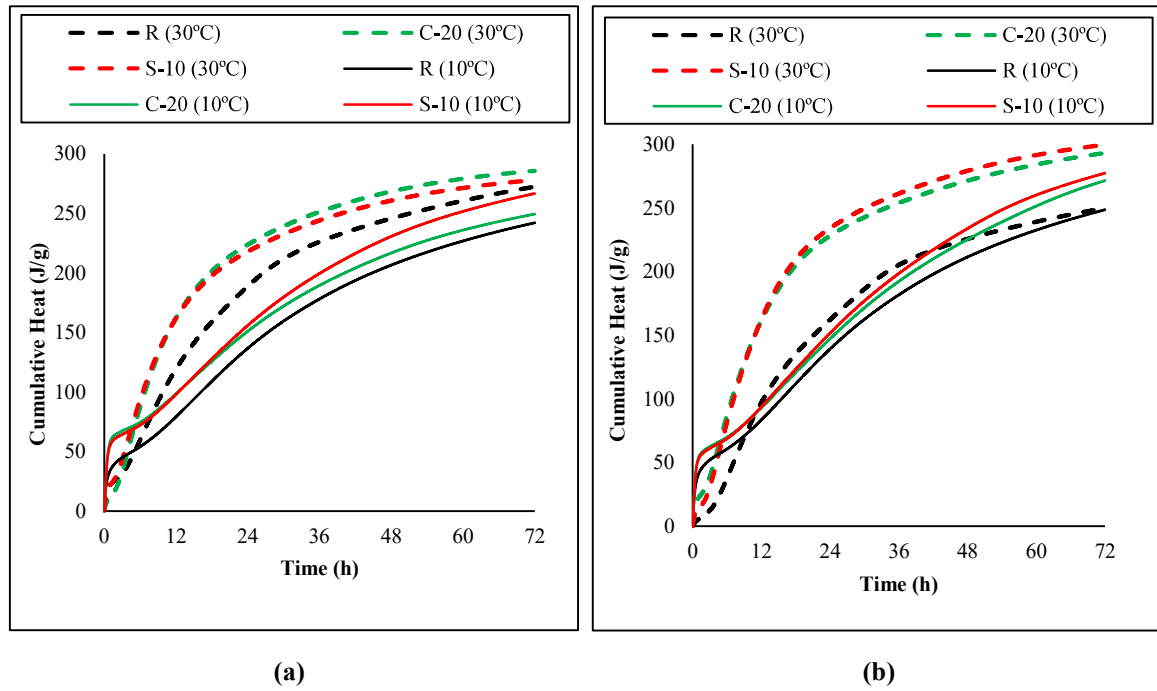 R (30ºC) C-20 (30ºC)
S-10 (30ºC) R (10ºC)
C-20 (10ºC) S-10 (10ºC)
300
250
200
150
100
50
0
Cumulative Heat (J/g)
0 12 24 36 48 60 72
Time (h)
(a)
R (30ºC) C-20 (30ºC)
S-10 (30ºC) R (10ºC)
C-20 (10ºC) S-10 (10ºC)
300
250
200
150
100
50
0
Cumulative Heat (J/g)
0 12 24 36 48 60 72
Time (h)
(b)